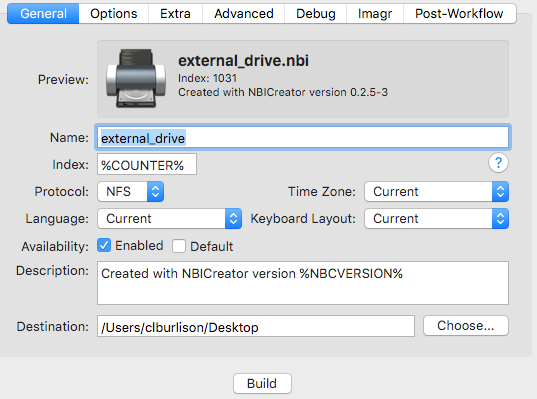 General Options Extra Advanced Debug Imagr Post-Workflow
Preview: external_drive.nbi
Index: 1031
Created with NBICreator version 0.2.5-3
Name: external_drive
Index: %COUNTER% ?
Protocol: NFS Time Zone: Current
Language: Current Keyboard Layout: Current
Availability: Enabled Default
Description: Created with NBICreator version %NBCVERSION%
Destination: /Users/clburlison/Desktop Choose...
Build